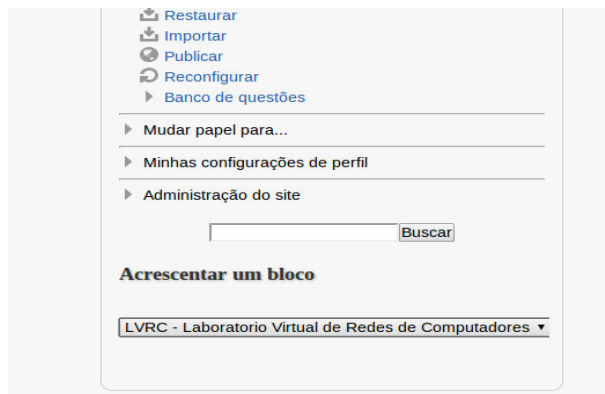 Restaurar
Importar
Publicar
Reconfigurar
Banco de questões
Mudar papel para...
Minhas configurações de perfil
Administração do site
Buscar
Acrescentar um bloco
LVRC - Laboratorio Virtual de Redes de Computadores